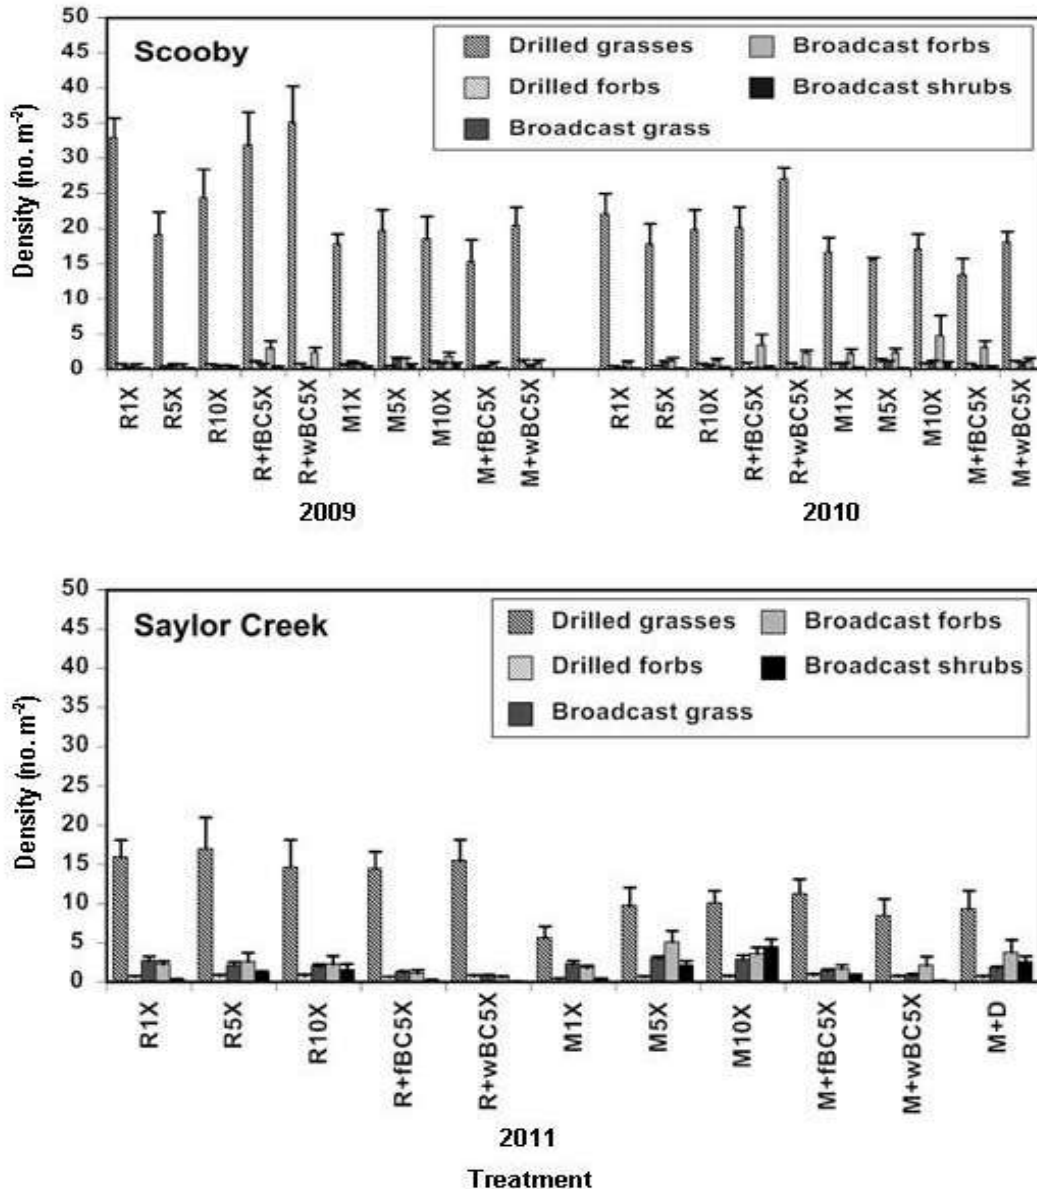 Scooby
Drilled grasses
Broadcast forbs
Drilled forbs
Broadcast shrubs
Broadcast grass
Density (no. m⁻²)
50
45
40
35
30
25
20
15
10
5
0
R1X
R5X
R10X
R+fBC5X
R+wBC5X
M1X
M5X
M10X
M+fBC5X
M+wBC5X
R1X
R5X
R10X
R+fBC5X
R+wBC5X
M1X
M5X
M10X
M+fBC5X
M+wBC5X
2009
2010
Saylor Creek
Drilled grasses
Broadcast forbs
Drilled forbs
Broadcast shrubs
Broadcast grass
Density (no. m⁻²)
50
45
40
35
30
25
20
15
10
5
0
R1X
R5X
R10X
R+fBC5X
R+wBC5X
M1X
M5X
M10X
M+fBC5X
M+wBC5X
M+D
2011
Treatment